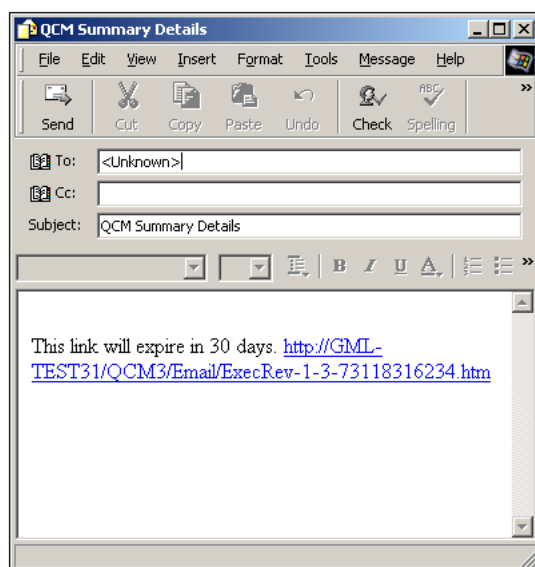 QCM Summary Details
File Edit View Insert Format Tools Message Help
Send Cut Copy Paste Undo Check Spelling
To: <Unknown>
Cc:
Subject: QCM Summary Details
B I U A
This link will expire in 30 days. http://GML-
TEST31/QCM3/Email/ExecRev-1-3-73118316234.htm